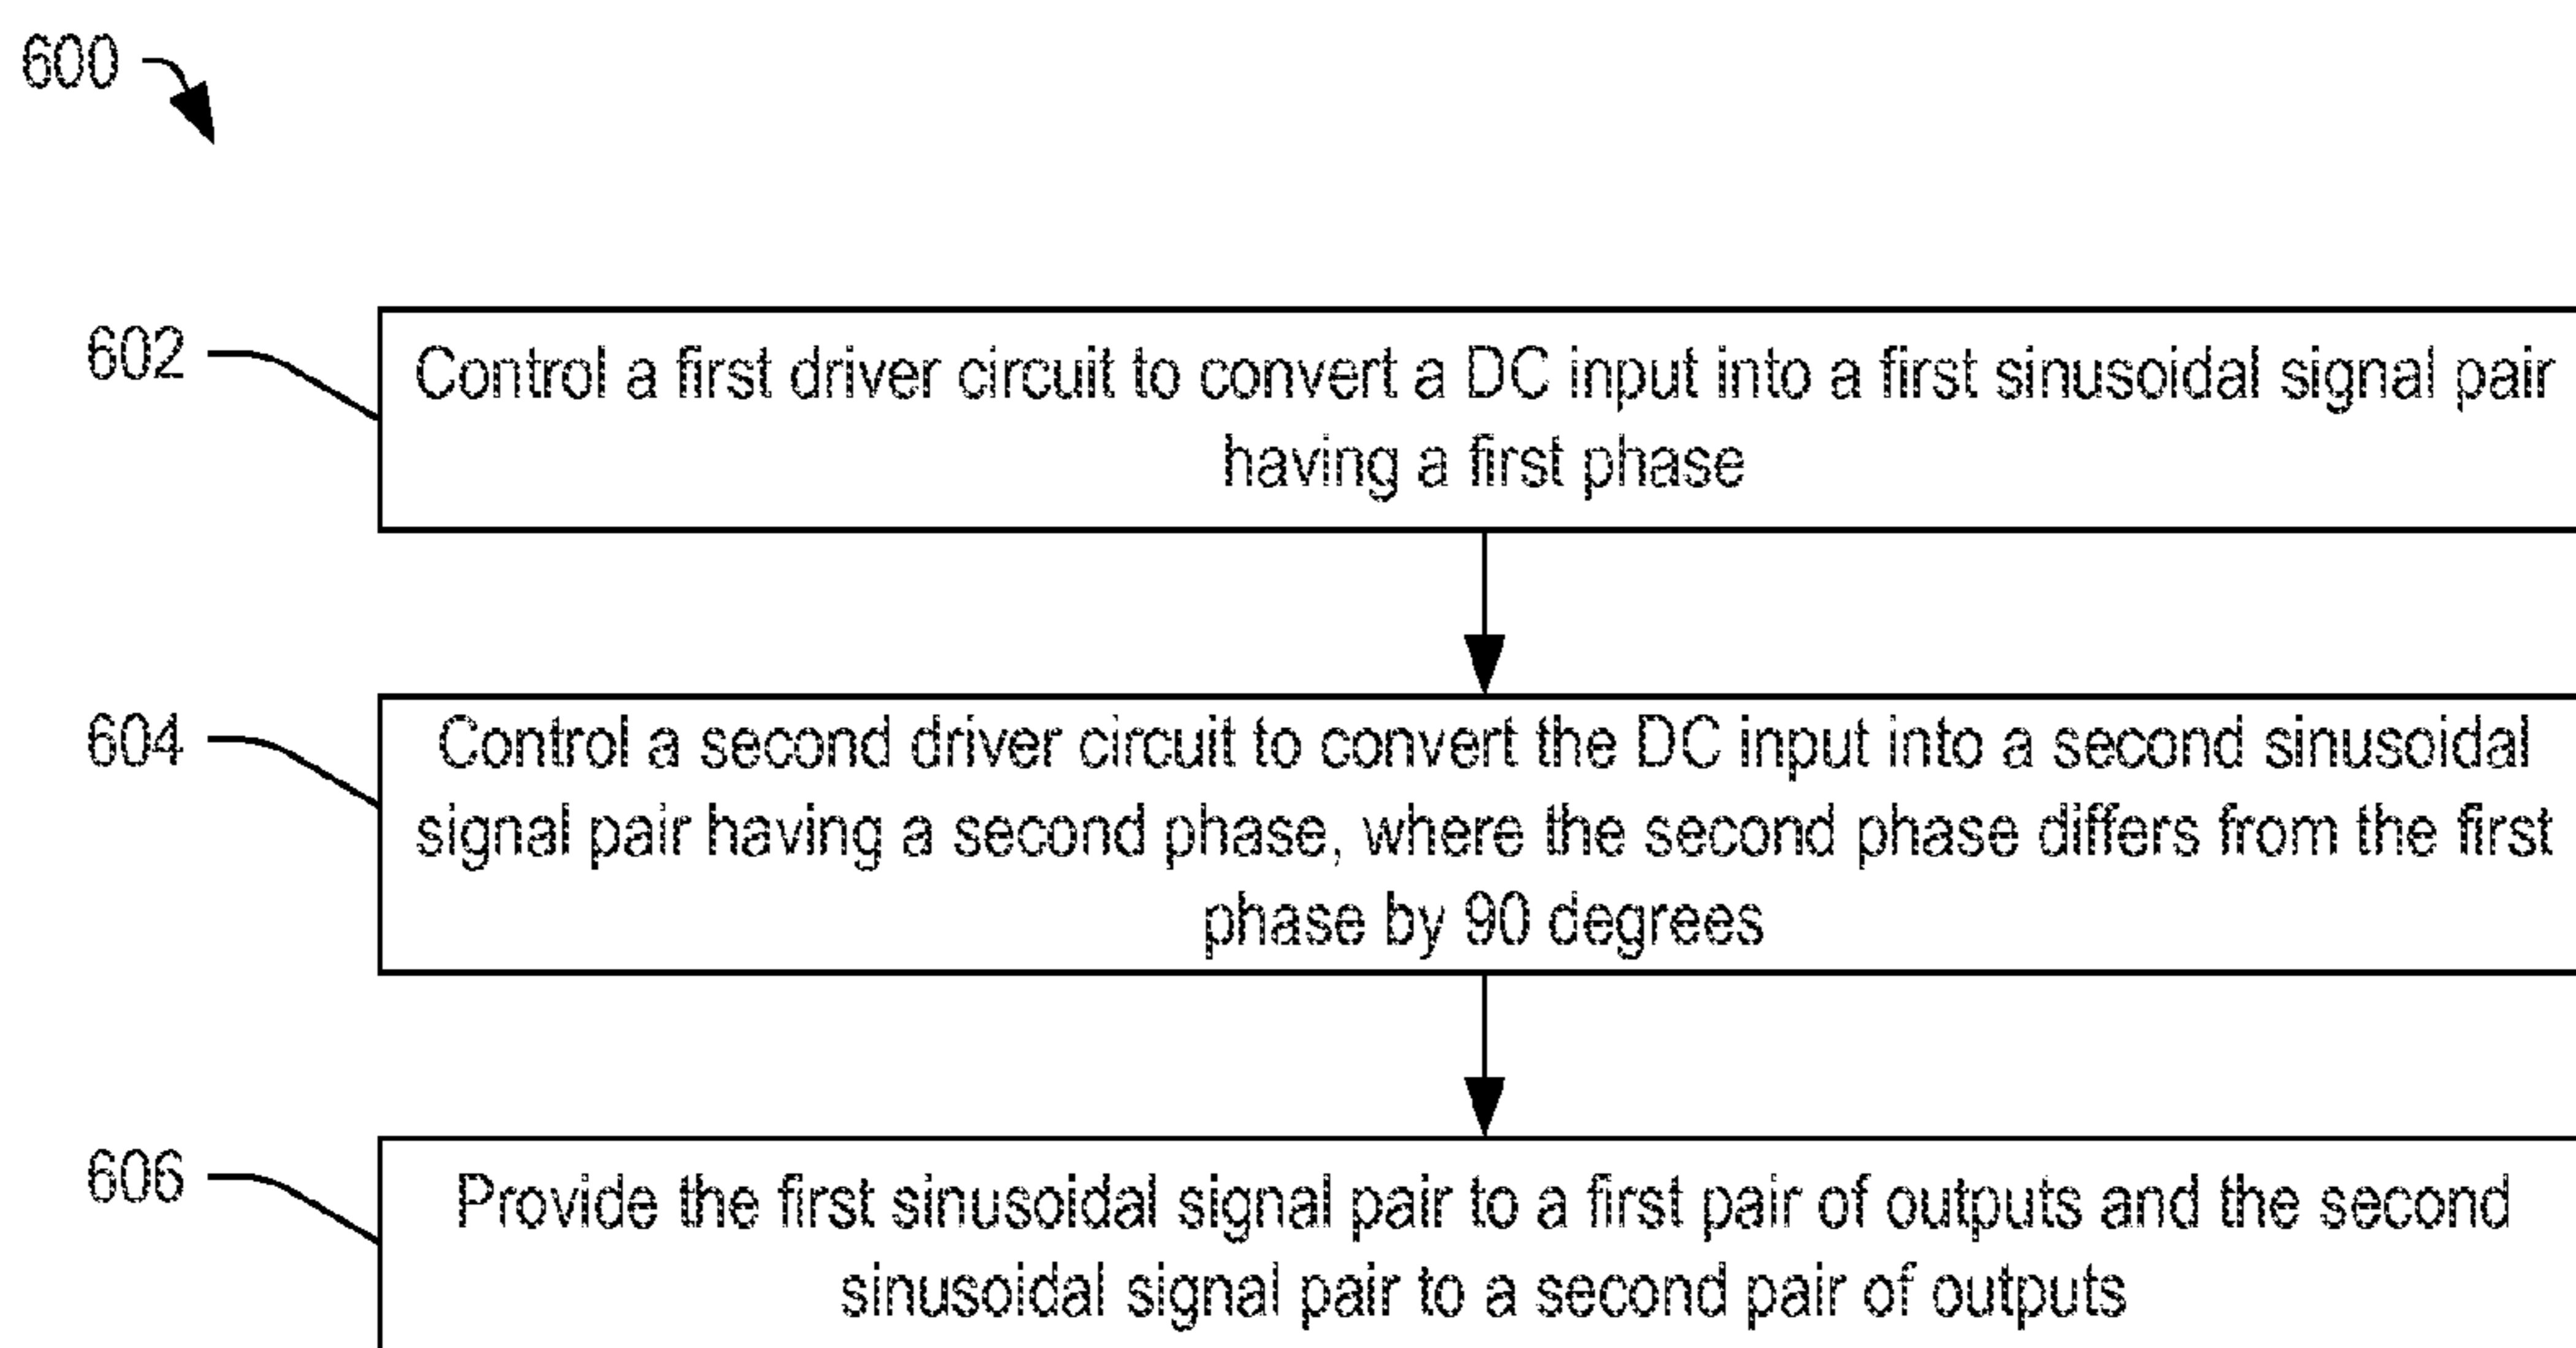 600
602
Control a first driver circuit to convert a DC input into a first sinusoidal signal pair
having a first phase
604
Control a second driver circuit to convert the DC input into a second sinusoidal
signal pair having a second phase, where the second phase differs from the first
phase by 90 degrees
606
Provide the first sinusoidal signal pair to a first pair of outputs and the second
sinusoidal signal pair to a second pair of outputs